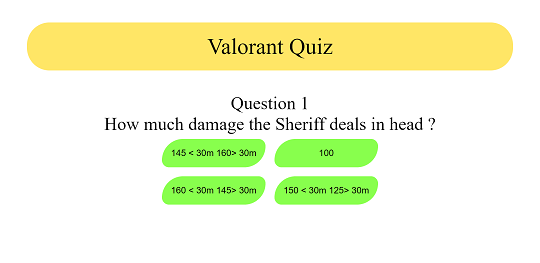 Valorant Quiz
Question 1
How much damage the Sheriff deals in head ?
145 < 30m 160> 30m
100
160 < 30m 145> 30m
150 < 30m 125> 30m